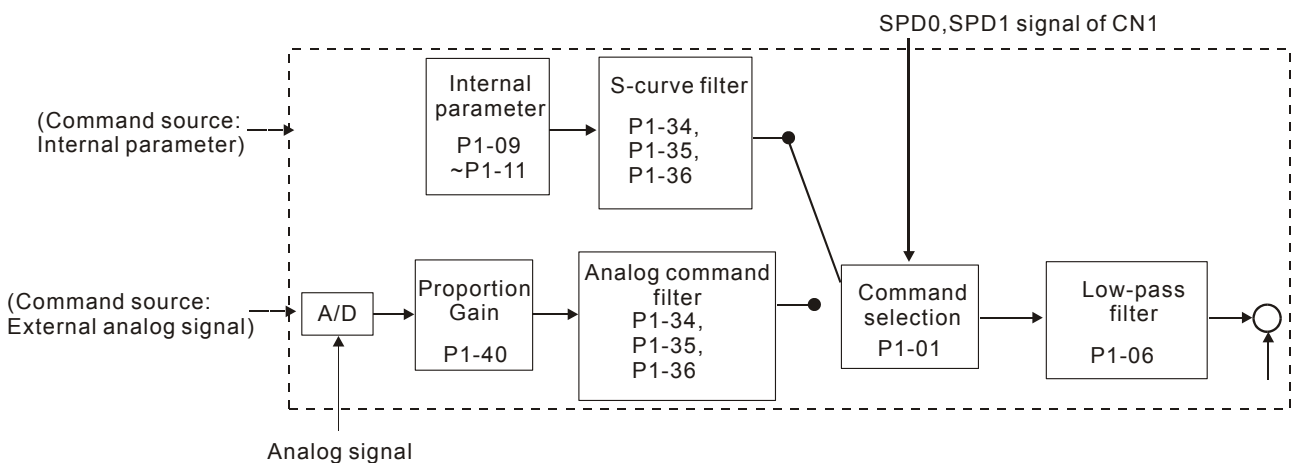 SPD0,SPD1 signal of CN1
(Command source:
Internal parameter)
Internal
parameter
P1-09
~P1-11
S-curve filter
P1-34,
P1-35,
P1-36
(Command source:
External analog signal)
A/D
Proportion
Gain
P1-40
Analog command
filter
P1-34,
P1-35,
P1-36
Command
selection
P1-01
Low-pass
filter
P1-06
Analog signal